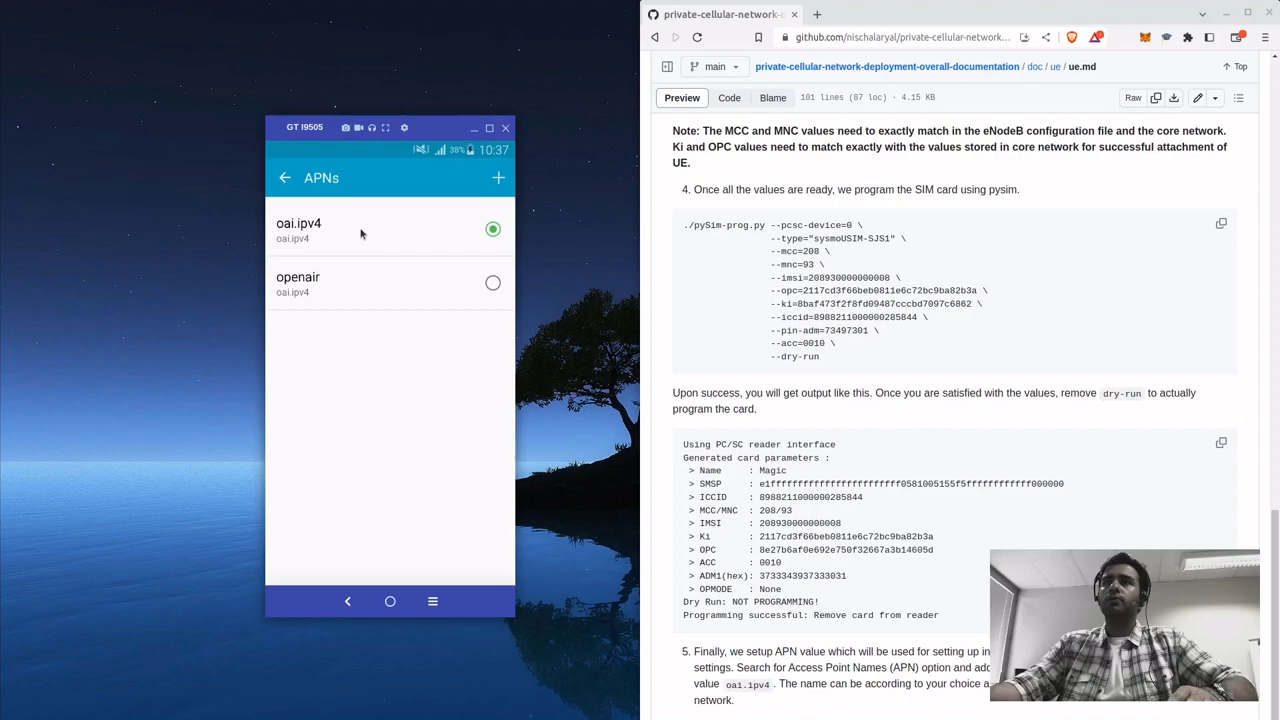 GT I9505
38% 10:37
APNs
oai.ipv4
oai.ipv4
openair
oai.ipv4
private-cellular-network-
github.com/nischalaryal/private-cellular-network...
main
private-cellular-network-deployment-overall-documentation / doc / ue / ue.md
Top
Preview Code Blame 101 lines (87 loc) · 4.15 KB
Raw
Note: The MCC and MNC values need to exactly match in the eNodeB configuration file and the core network.
Ki and OPC values need to match exactly with the values stored in core network for successful attachment of
UE.
4. Once all the values are ready, we program the SIM card using pysim.
./pySim-prog.py --pcsc-device=0 \
--type="sysmoUSIM-SJS1" \
--mcc=208 \
--mnc=93 \
--imsi=208930000000008 \
--opc=2117cd3f66beb0811e6c72bc9ba82b3a \
--ki=8baf473f2f8fd09487cccbd7097c6862 \
--iccid=8988211000000285844 \
--pin-adm=73497301 \
--acc=0010 \
--dry-run
Upon success, you will get output like this. Once you are satisfied with the values, remove dry-run to actually
program the card.
Using PC/SC reader interface
Generated card parameters :
> Name : Magic
> SMSP : e1ffffffffffffffffffffffff0581005155f5ffffffffffff000000
> ICCID : 8988211000000285844
> MCC/MNC : 208/93
> IMSI : 208930000000008
> Ki : 2117cd3f66beb0811e6c72bc9ba82b3a
> OPC : 8e27b6af0e692e750f32667a3b14605d
> ACC : 0010
> ADM1(hex): 3733343937333031
> OPMODE : None
Dry Run: NOT PROGRAMMING!
Programming successful: Remove card from reader
5. Finally, we setup APN value which will be used for setting up in
settings. Search for Access Point Names (APN) option and add
value oai.ipv4. The name can be according to your choice a
network.